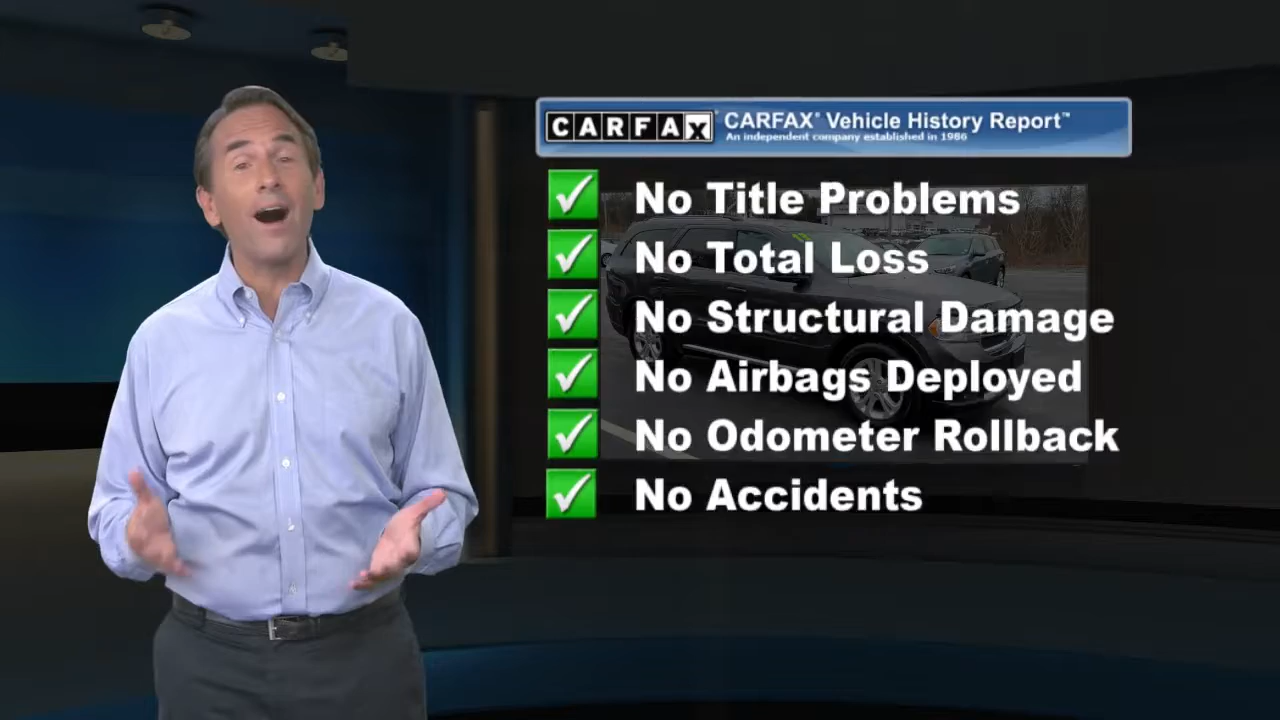 CARFAX
CARFAX® Vehicle History Report™
An independent company established in 1986
No Title Problems
No Total Loss
No Structural Damage
No Airbags Deployed
No Odometer Rollback
No Accidents